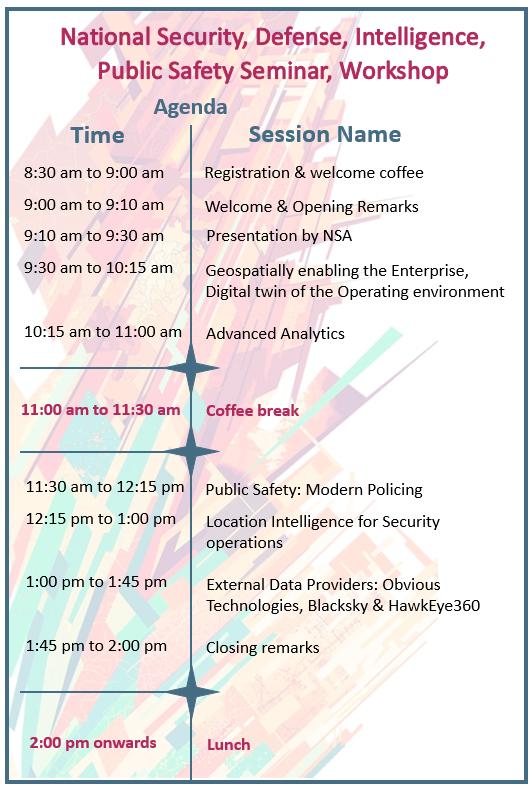 National Security, Defense, Intelligence,
Public Safety Seminar, Workshop
Agenda
Time Session Name
8:30 am to 9:00 am Registration & welcome coffee
9:00 am to 9:10 am Welcome & Opening Remarks
9:10 am to 9:30 am Presentation by NSA
9:30 am to 10:15 am Geospatially enabling the Enterprise,
Digital twin of the Operating environment
10:15 am to 11:00 am Advanced Analytics
11:00 am to 11:30 am Coffee break
11:30 am to 12:15 pm Public Safety: Modern Policing
12:15 pm to 1:00 pm Location Intelligence for Security
operations
1:00 pm to 1:45 pm External Data Providers: Obvious
Technologies, Blacksky & HawkEye360
1:45 pm to 2:00 pm Closing remarks
2:00 pm onwards Lunch